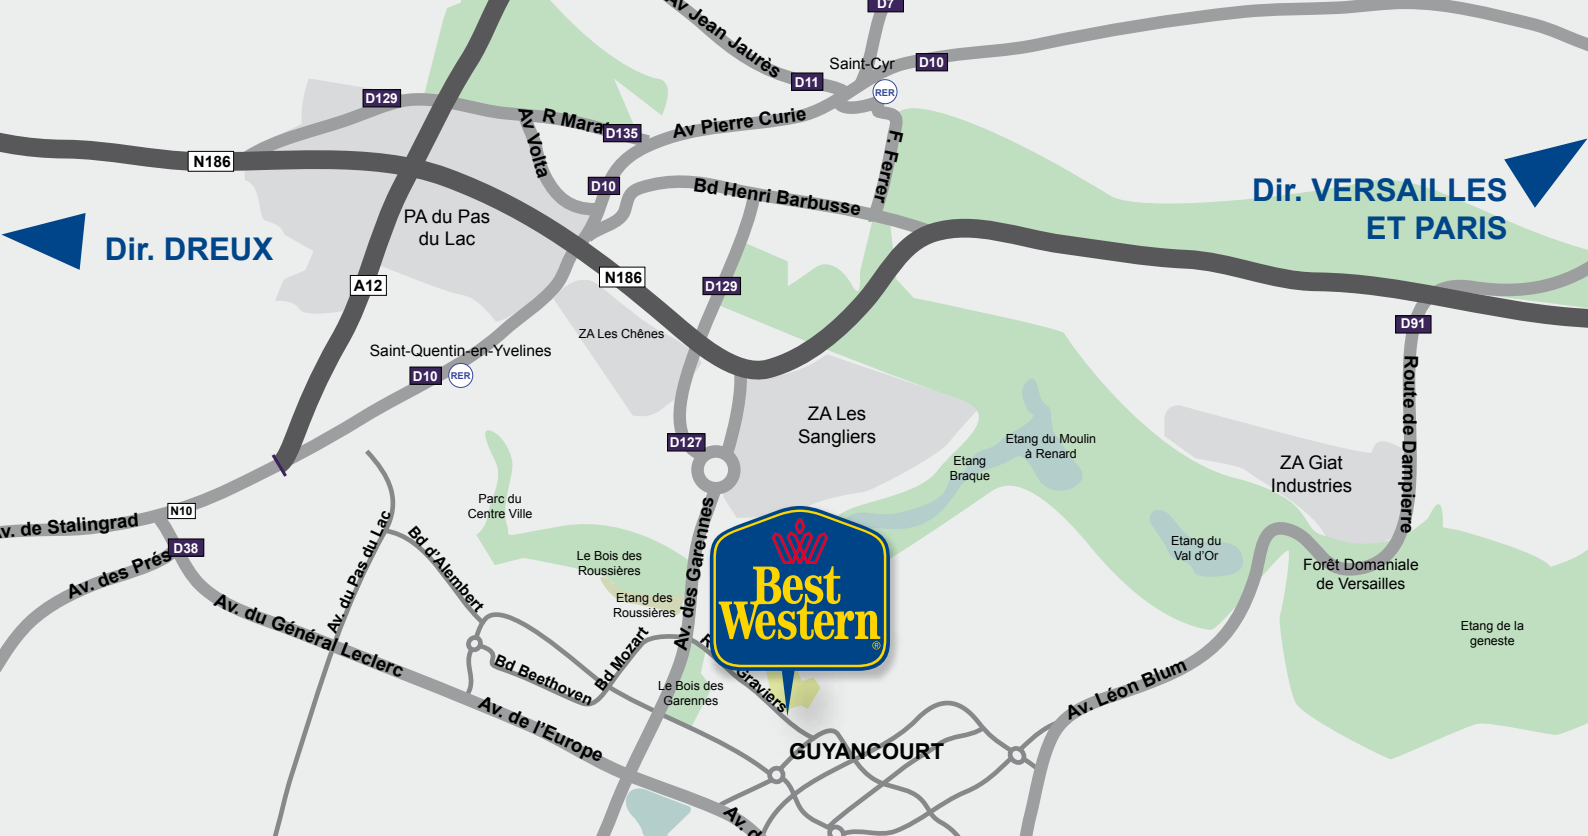 D7
Av Jean Jaurès
Saint-Cyr
D10
D11
RER
D129
R Marat
D135
Av Pierre Curie
Av Volta
F. Ferrer
N186
D10
Bd Henri Barbusse
Dir. VERSAILLES
ET PARIS
PA du Pas
du Lac
Dir. DREUX
A12
N186
D129
ZA Les Chênes
D91
Saint-Quentin-en-Yvelines
D10
RER
Route de Dampierre
ZA Les
Sangliers
D127
Etang du Moulin
à Renard
Etang
Braque
ZA Giat
Industries
Parc du
Centre Ville
N10
Av. de Stalingrad
D38
Av. des Prés
Av. du Pas du Lac
Bd d'Alembert
Av. des Garennes
Etang du
Val d'Or
Le Bois des
Roussières
Forêt Domaniale
de Versailles
Etang des
Roussières
Best
Western
®
Av. du Général Leclerc
Etang de la
geneste
Bd Mozart
Bd Beethoven
Graviers
Le Bois des
Garennes
Av. Léon Blum
Av. de l'Europe
GUYANCOURT